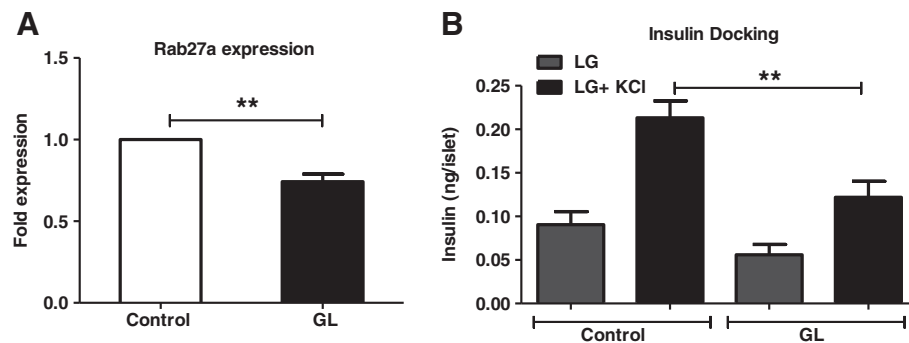 A
Rab27a expression
Fold expression
1.5
1.0
0.5
0.0
**
Control
GL
B
Insulin Docking
LG
LG+ KCl
**
Insulin (ng/islet)
0.25
0.20
0.15
0.10
0.05
0.00
Control
GL